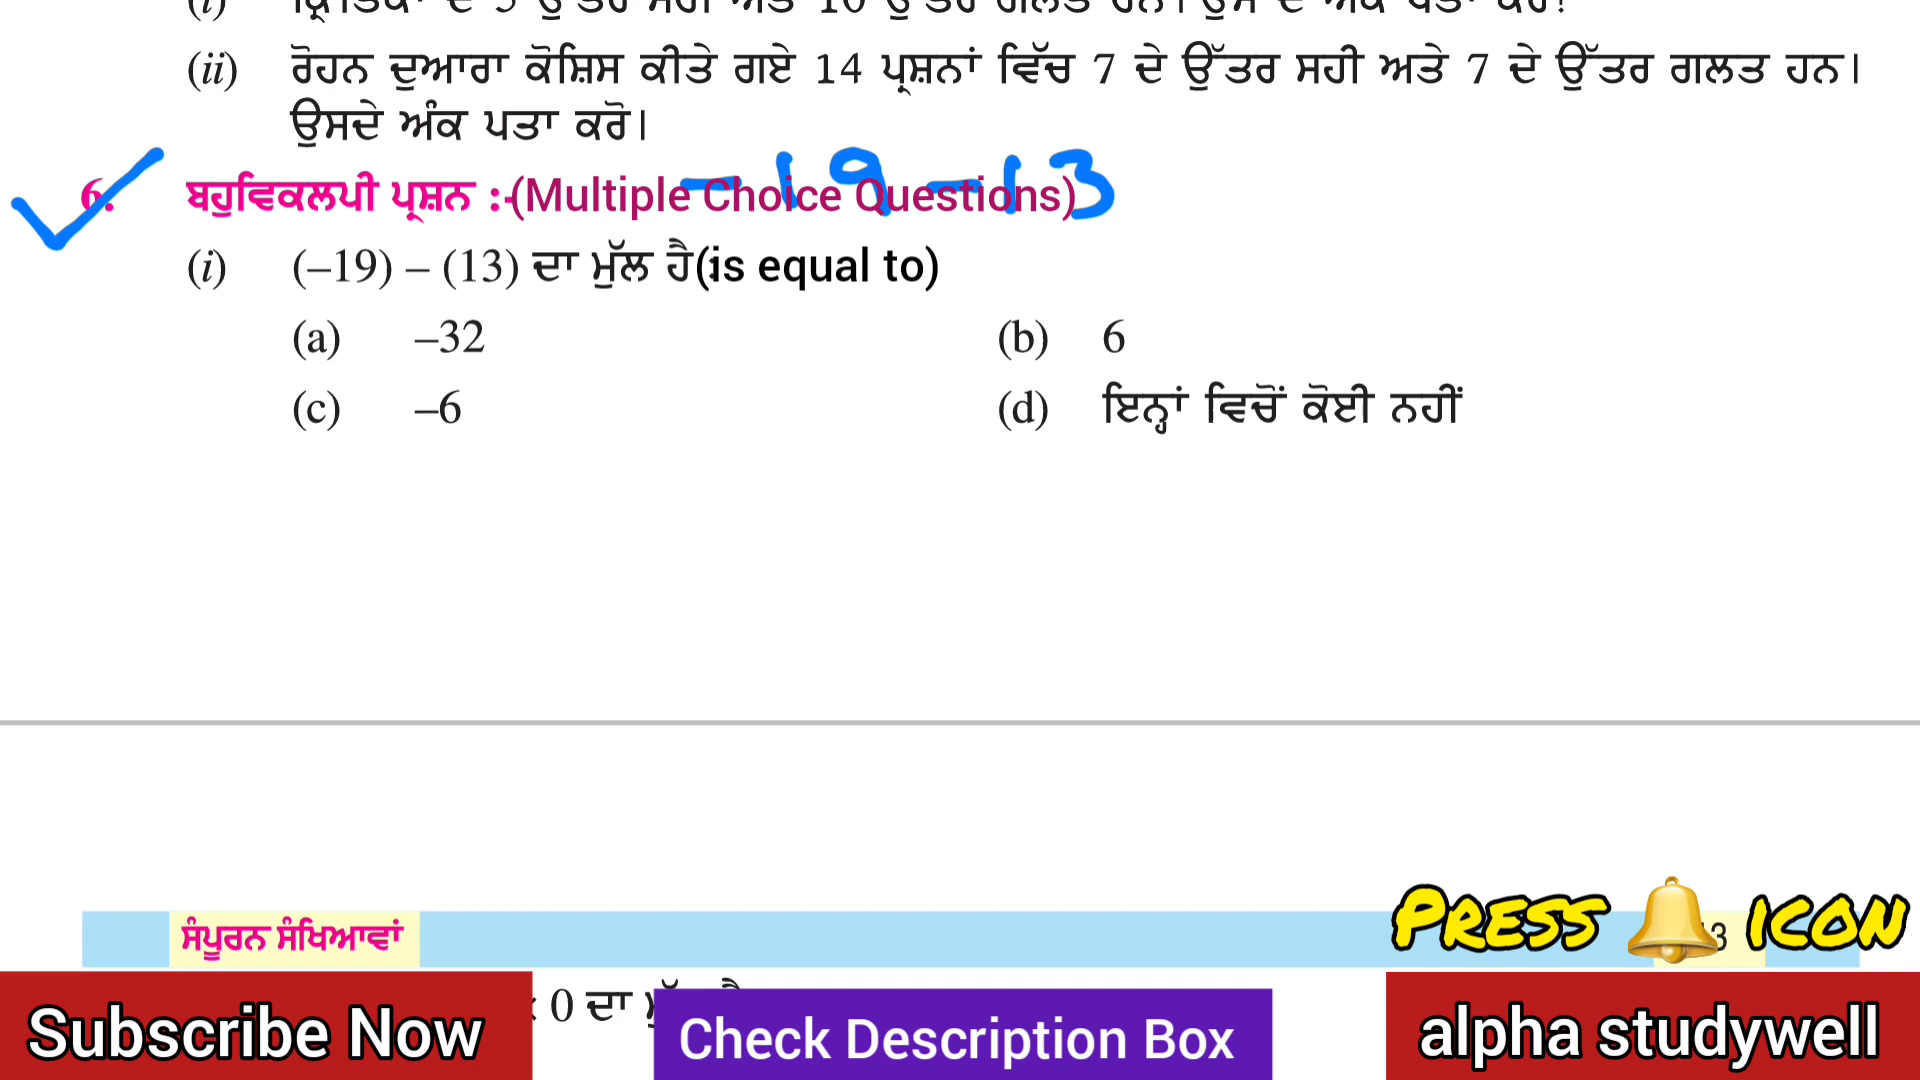 (ii) ਰੋਹਨ ਦੁਆਰਾ ਕੋਸ਼ਿਸ ਕੀਤੇ ਗਏ 14 ਪ੍ਰਸ਼ਨਾਂ ਵਿੱਚ 7 ਦੇ ਉੱਤਰ ਸਹੀ ਅਤੇ 7 ਦੇ ਉੱਤਰ ਗਲਤ ਹਨ।
ਉਸਦੇ ਅੰਕ ਪਤਾ ਕਰੋ।
-19-13
6. ਬਹੁਵਿਕਲਪੀ ਪ੍ਰਸ਼ਨ :-(Multiple Choice Questions)
(i) (–19) – (13) ਦਾ ਮੁੱਲ ਹੈ(is equal to)
(a) –32 (b) 6
(c) –6 (d) ਇਨ੍ਹਾਂ ਵਿਚੋਂ ਕੋਈ ਨਹੀਂ
ਸੰਪੂਰਨ ਸੰਖਿਆਵਾਂ
PRESS 🔔 ICON
0 ਦਾ
Subscribe Now
Check Description Box
alpha studywell